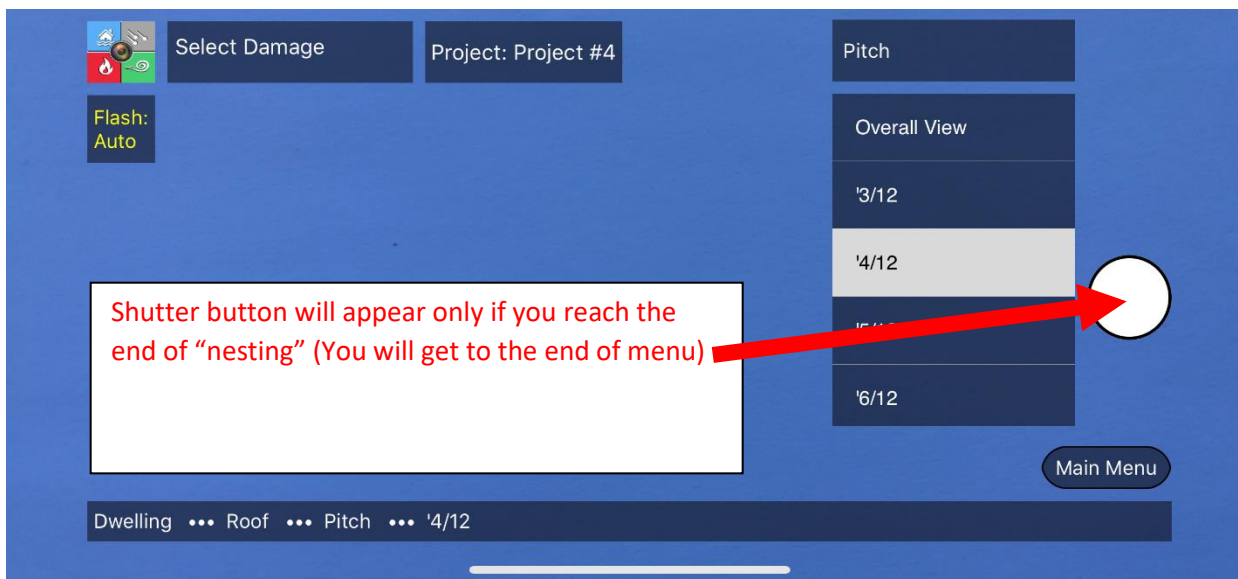 Select Damage
Project: Project #4
Pitch
Flash:
Auto
Overall View
'3/12
'4/12
'6/12
Shutter button will appear only if you reach the
end of “nesting” (You will get to the end of menu)
Main Menu
Dwelling ••• Roof ••• Pitch ••• '4/12